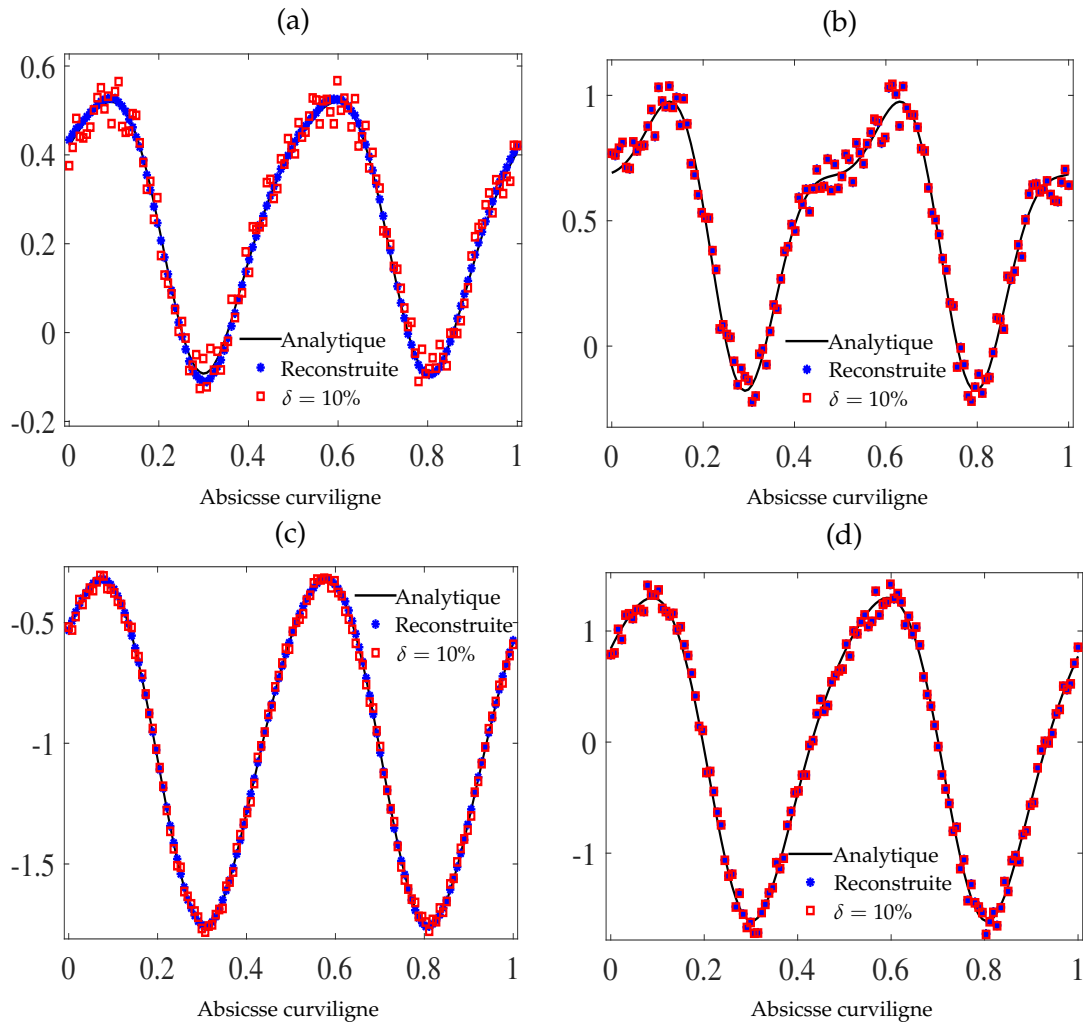 (a)
0.6
0.4
0.2
0
-0.2
0 0.2 0.4 0.6 0.8 1
Analytique
Reconstruite
δ = 10%
Absicsse curviligne
(b)
1
0.5
0
0 0.2 0.4 0.6 0.8 1
Analytique
Reconstruite
δ = 10%
Absicsse curviligne
(c)
-0.5
-1
-1.5
0 0.2 0.4 0.6 0.8 1
Analytique
Reconstruite
δ = 10%
Absicsse curviligne
(d)
1
0
-1
0 0.2 0.4 0.6 0.8 1
Analytique
Reconstruite
δ = 10%
Absicsse curviligne